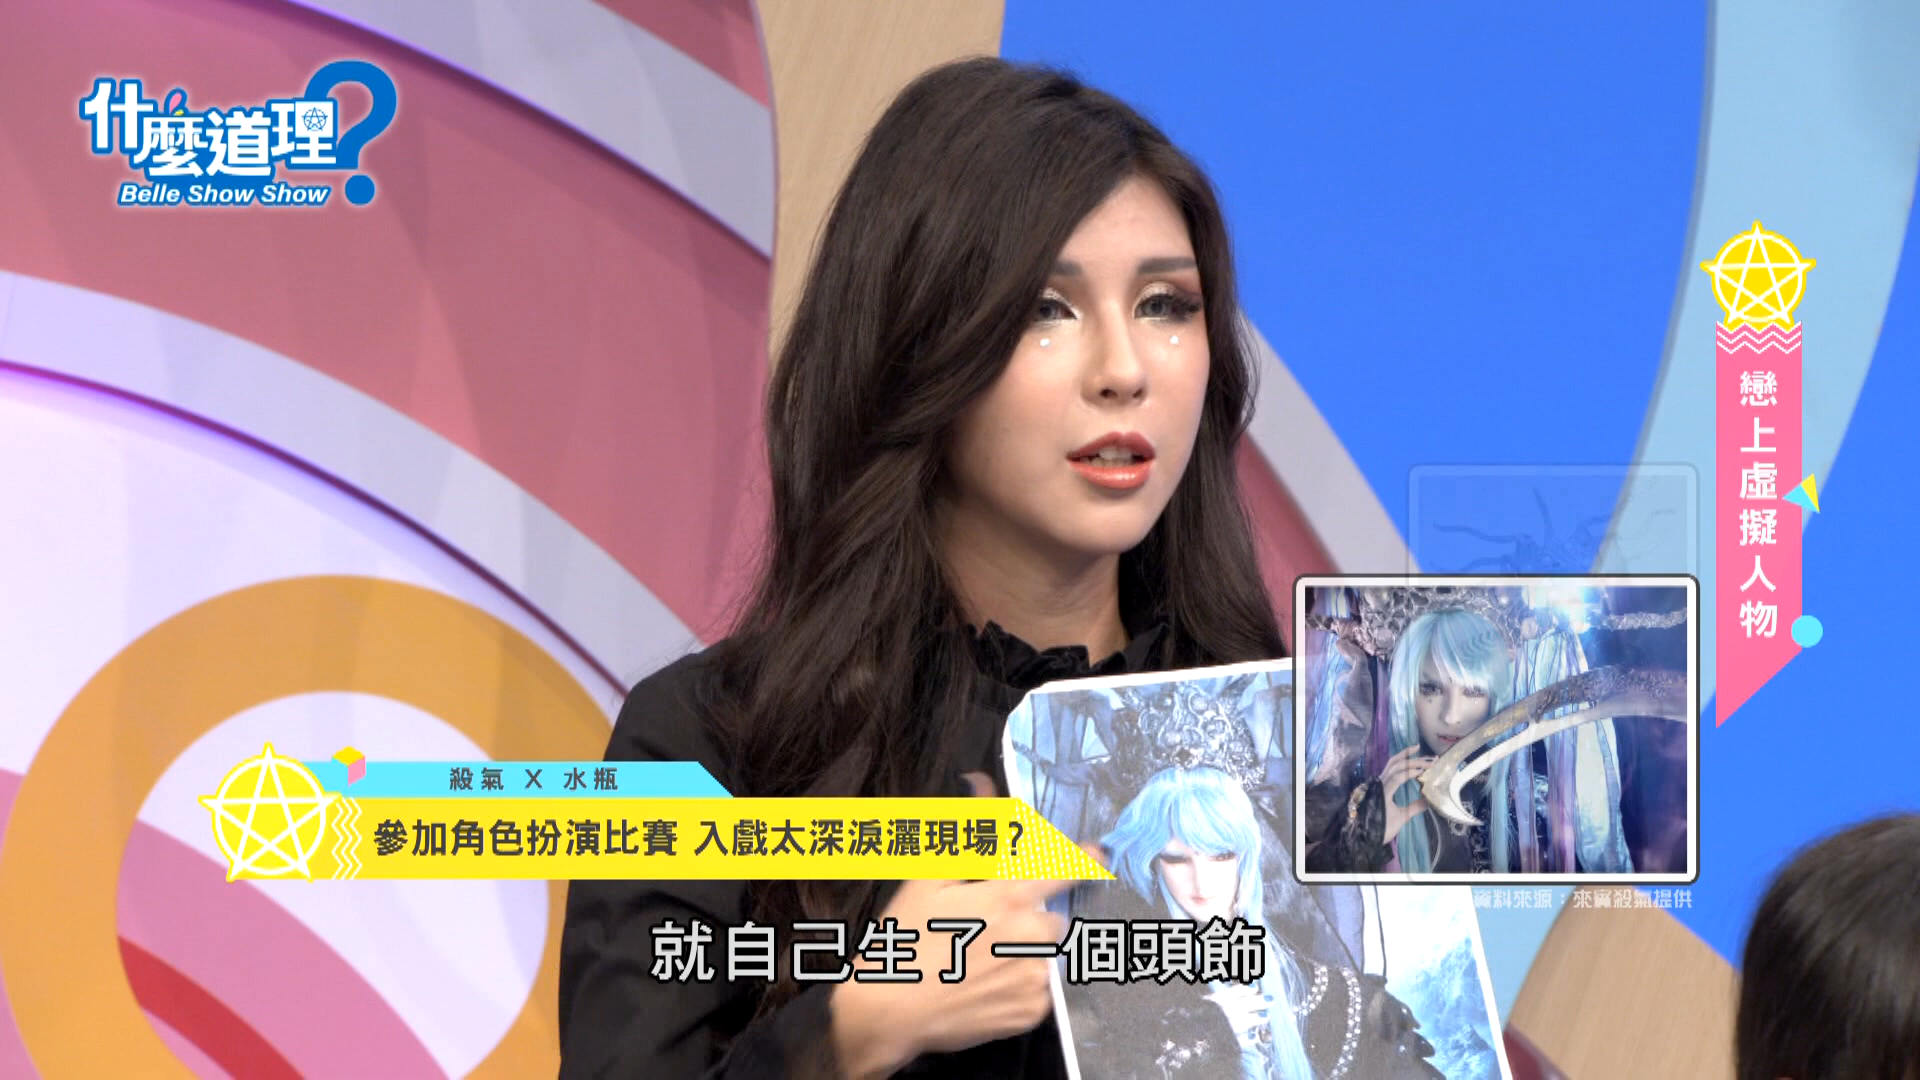 什麼道理?
Belle Show Show
戀上虛擬人物
殺氣 X 水瓶
參加角色扮演比賽 入戲太深淚灑現場？
資料來源：來賓殺氣提供
就自己生了一個頭飾